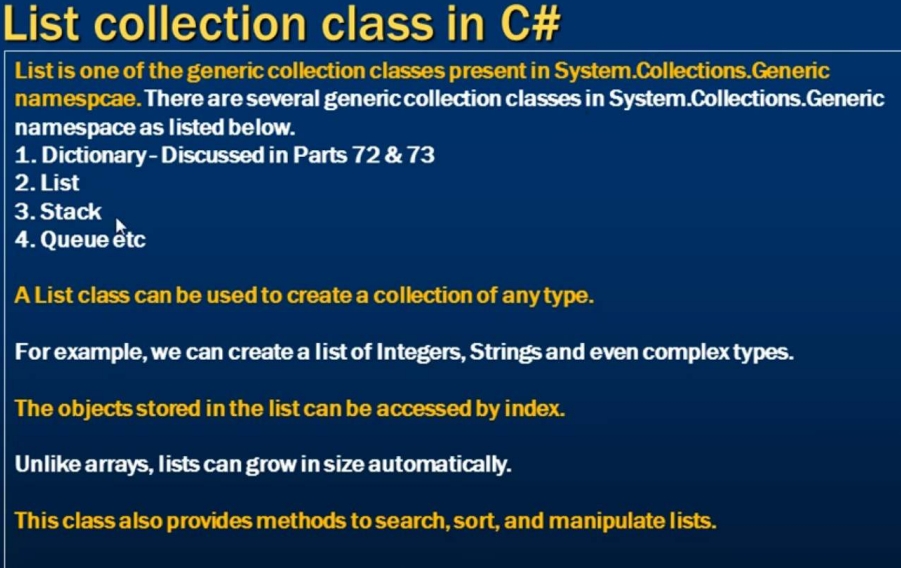 List collection class in C#
List is one of the generic collection classes present in System.Collections.Generic
namespcae. There are several generic collection classes in System.Collections.Generic
namespace as listed below.
1. Dictionary - Discussed in Parts 72 & 73
2. List
3. Stack
4. Queue etc
A List class can be used to create a collection of any type.
For example, we can create a list of Integers, Strings and even complex types.
The objects stored in the list can be accessed by index.
Unlike arrays, lists can grow in size automatically.
This class also provides methods to search, sort, and manipulate lists.